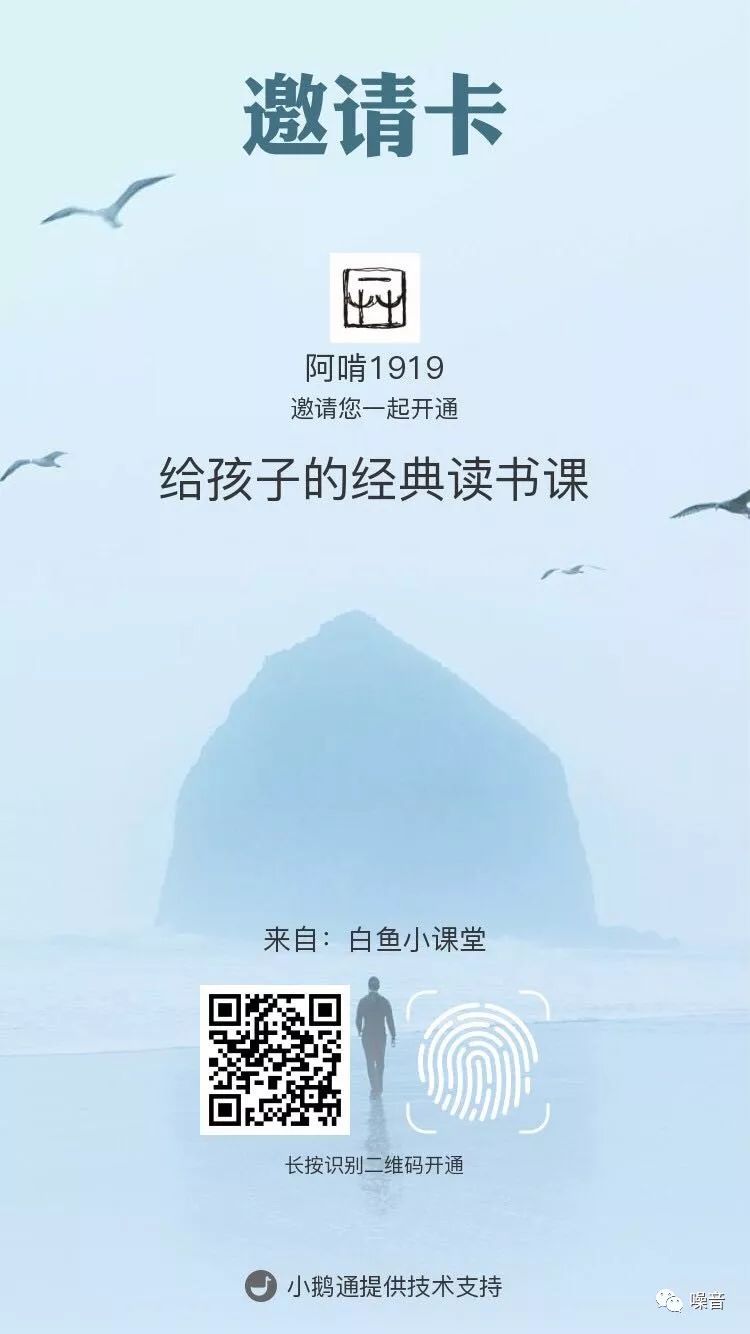 邀请卡
阿啃1919
邀请您一起开通
给孩子的经典读书课
来自：白鱼小课堂
长按识别二维码开通
小鹅通提供技术支持
噪音